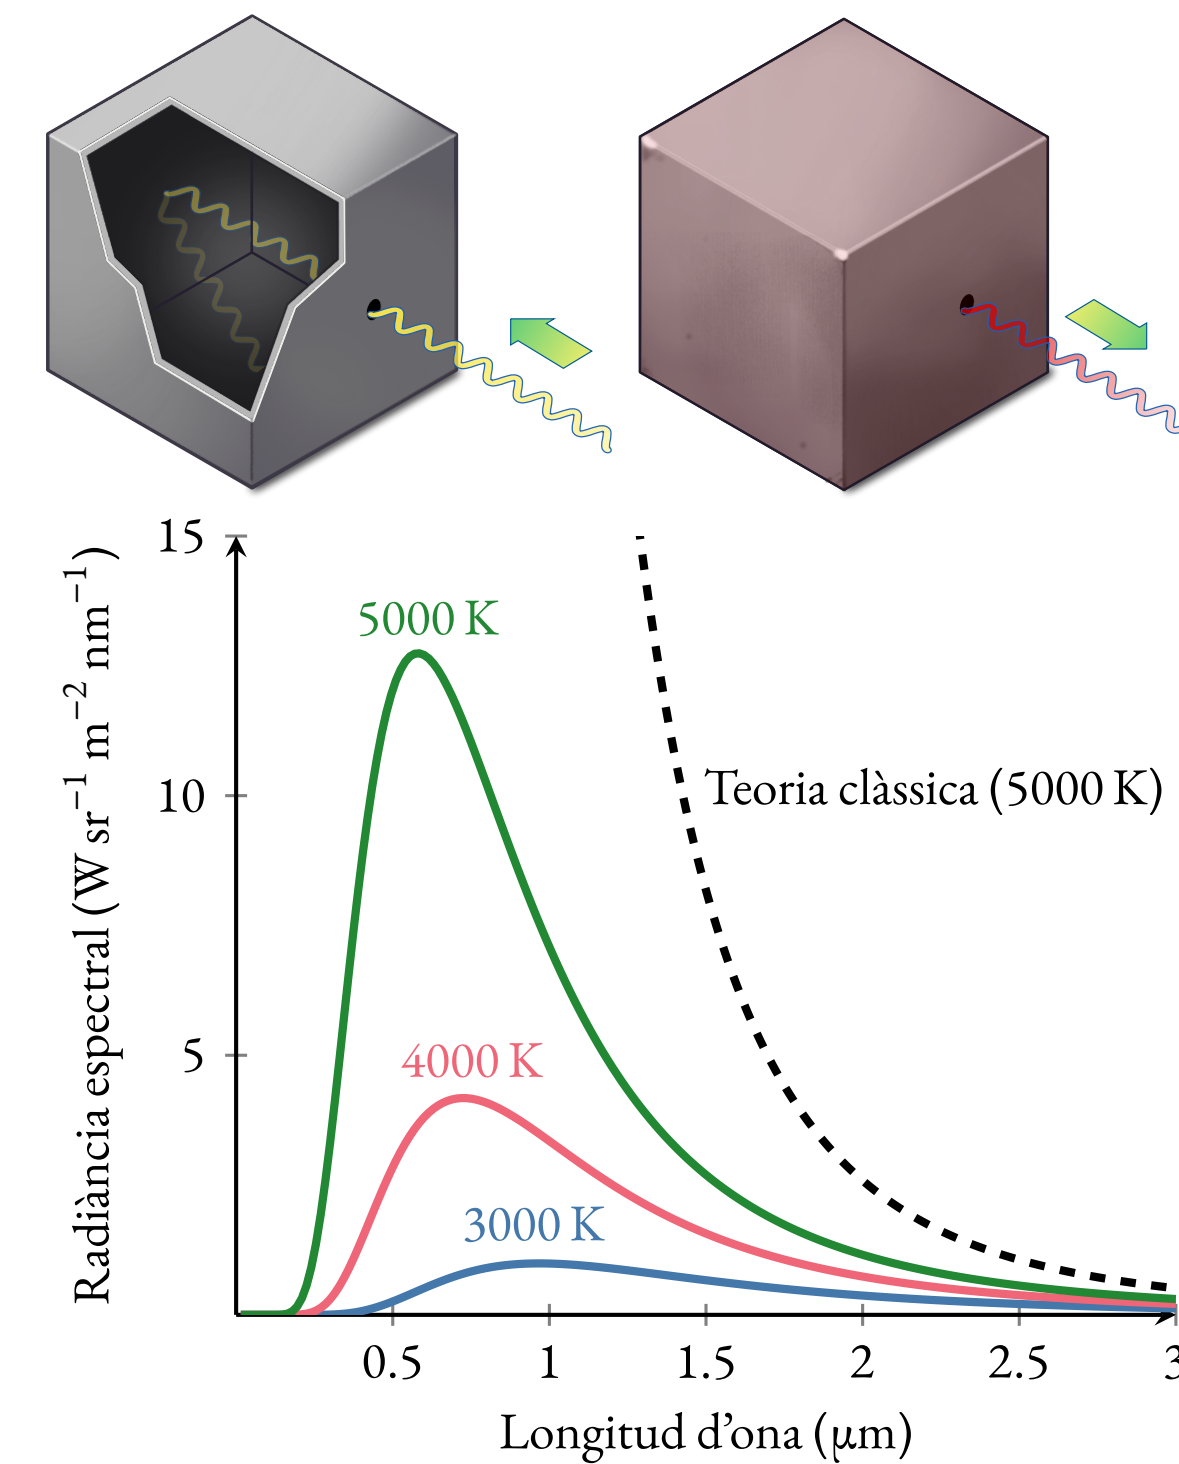 Radiància espectral (W sr⁻¹ m⁻² nm⁻¹)
15
10
5
5000 K
4000 K
3000 K
Teoria clàssica (5000 K)
0.5 1 1.5 2 2.5 3
Longitud d’ona (μm)